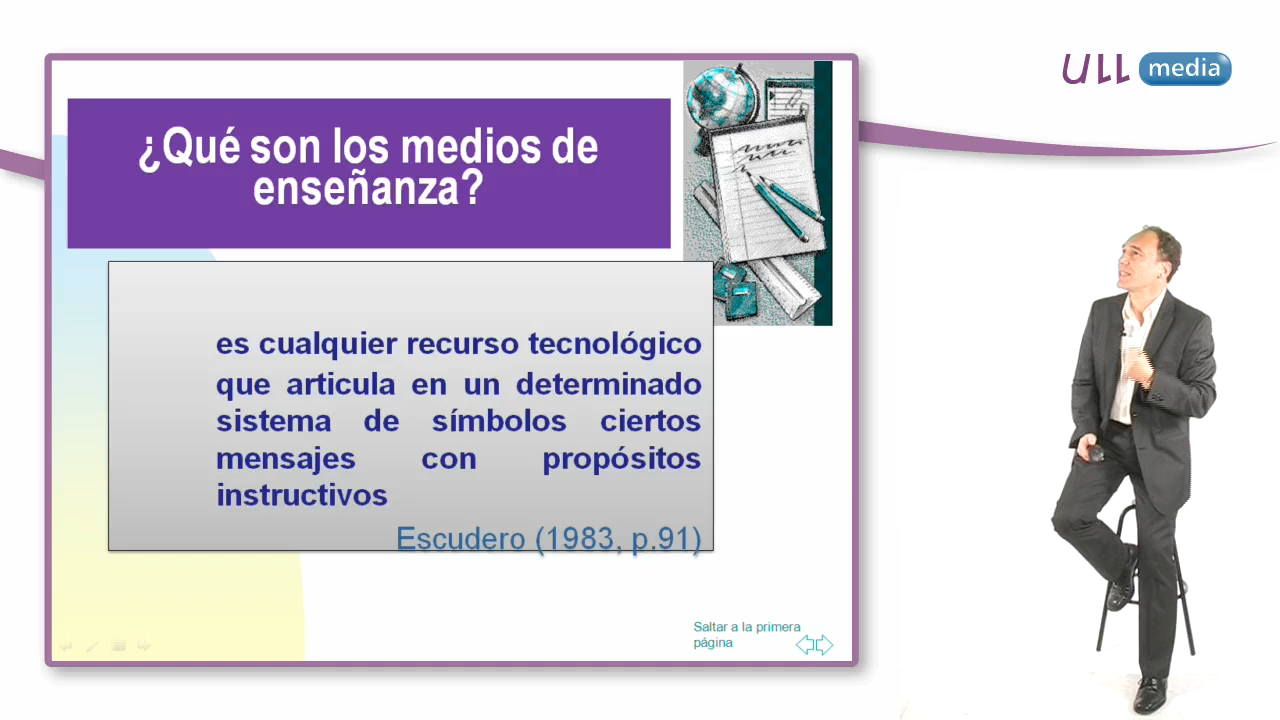 ULL media
¿Qué son los medios de
enseñanza?
es cualquier recurso tecnológico
que articula en un determinado
sistema de símbolos ciertos
mensajes con propósitos
instructivos
Escudero (1983, p.91)
Saltar a la primera
página